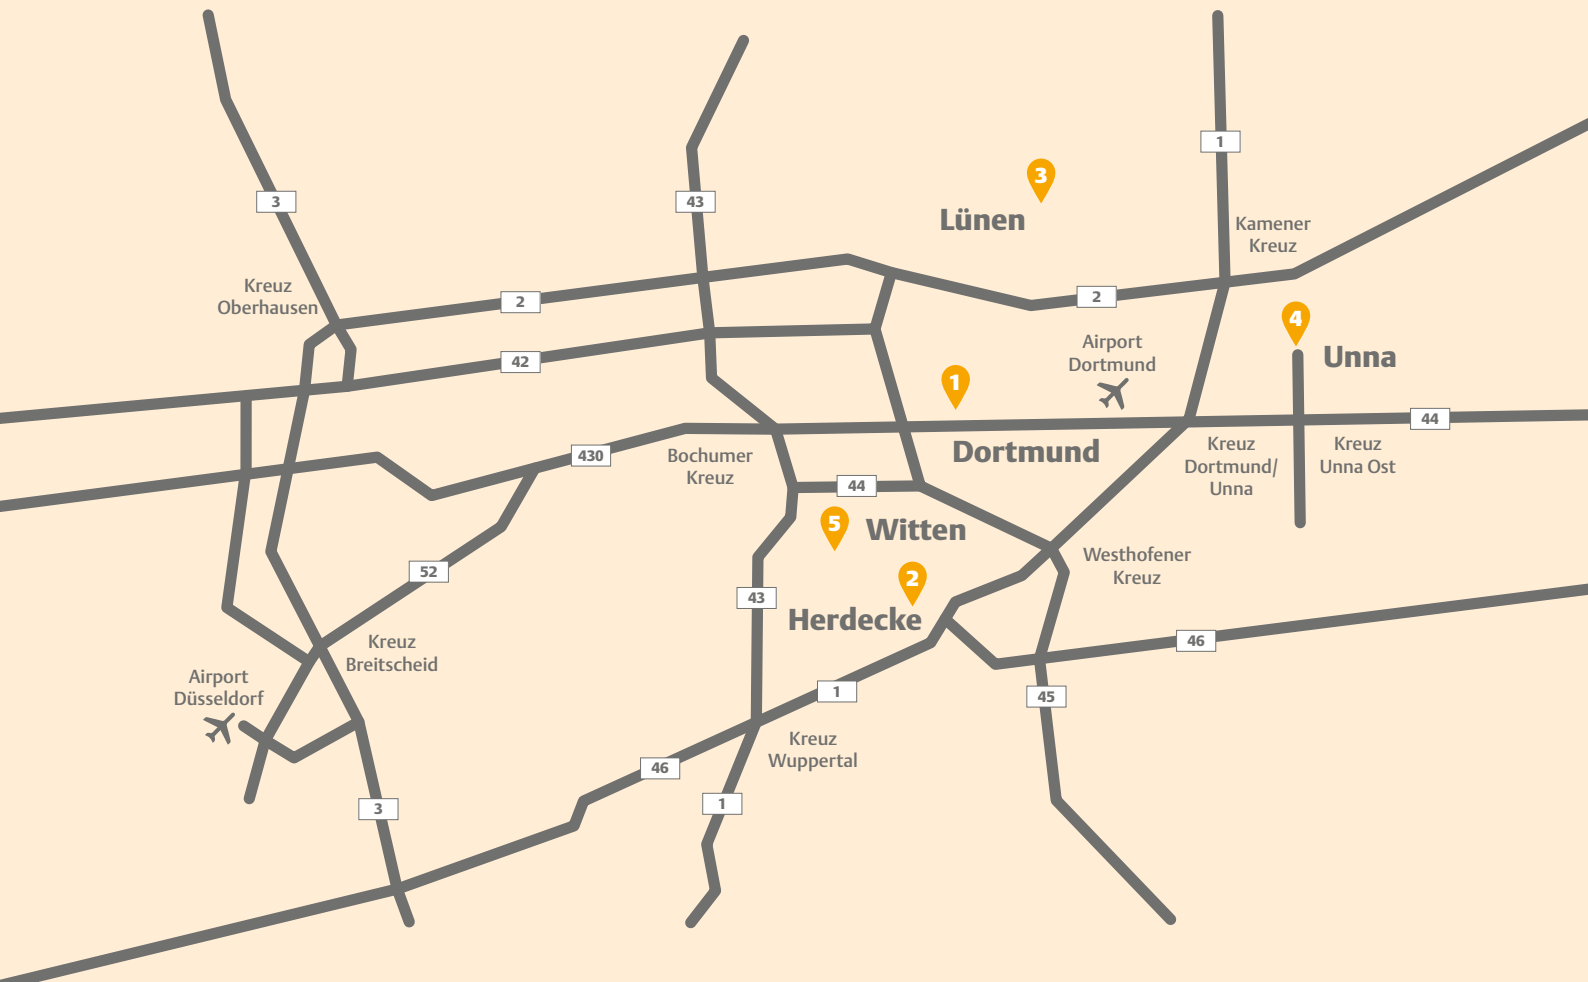 1
3
3
43
Lünen
Kamener
Kreuz
Kreuz
Oberhausen
2
2
4
Airport
Dortmund
Unna
42
1
44
Dortmund
430
Bochumer
Kreuz
Kreuz
Dortmund/
Unna
Kreuz
Unna Ost
44
5
Witten
52
2
Westhofener
Kreuz
43
Herdecke
Kreuz
Breitscheid
46
Airport
Düsseldorf
1
45
Kreuz
Wuppertal
46
1
3